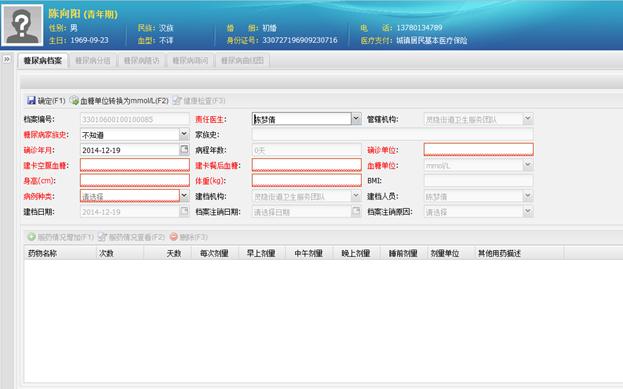 陈向阳 (青年期)
性别: 男 民族: 汉族 婚 姻: 初婚 电 话: 13780134789
生日: 1969-09-23 血型: 不详 身份证号: 330727196909230716 医疗支付: 城镇居民基本医疗保险
糖尿病档案 糖尿病分组 糖尿病随访 糖尿病询问 糖尿病曲线图
确定(F1) 血糖单位转换为mmol/L(F2) 健康检查(F3)
档案编号: 33010600100100085 责任医生: 陈梦倩 管辖机构: 灵隐街道卫生服务团队
糖尿病家族史: 不知道 家族史:
确诊年月: 2014-12-19 病程年数: 0天 确诊单位:
建卡空腹血糖: 建卡餐后血糖: 血糖单位: mmol/L
身高(cm): 体重(kg): BMI:
病例种类: 请选择 建档机构: 灵隐街道卫生服务团队 建档人员: 陈梦倩
建档日期: 2014-12-19 档案注销日期: 请选择日期 档案注销原因: 请选择
服药情况增加(F1) 服药情况查看(F2) 删除(F3)
药物名称 次数 天数 每次剂量 早上剂量 中午剂量 晚上剂量 睡前剂量 剂量单位 其他用药描述